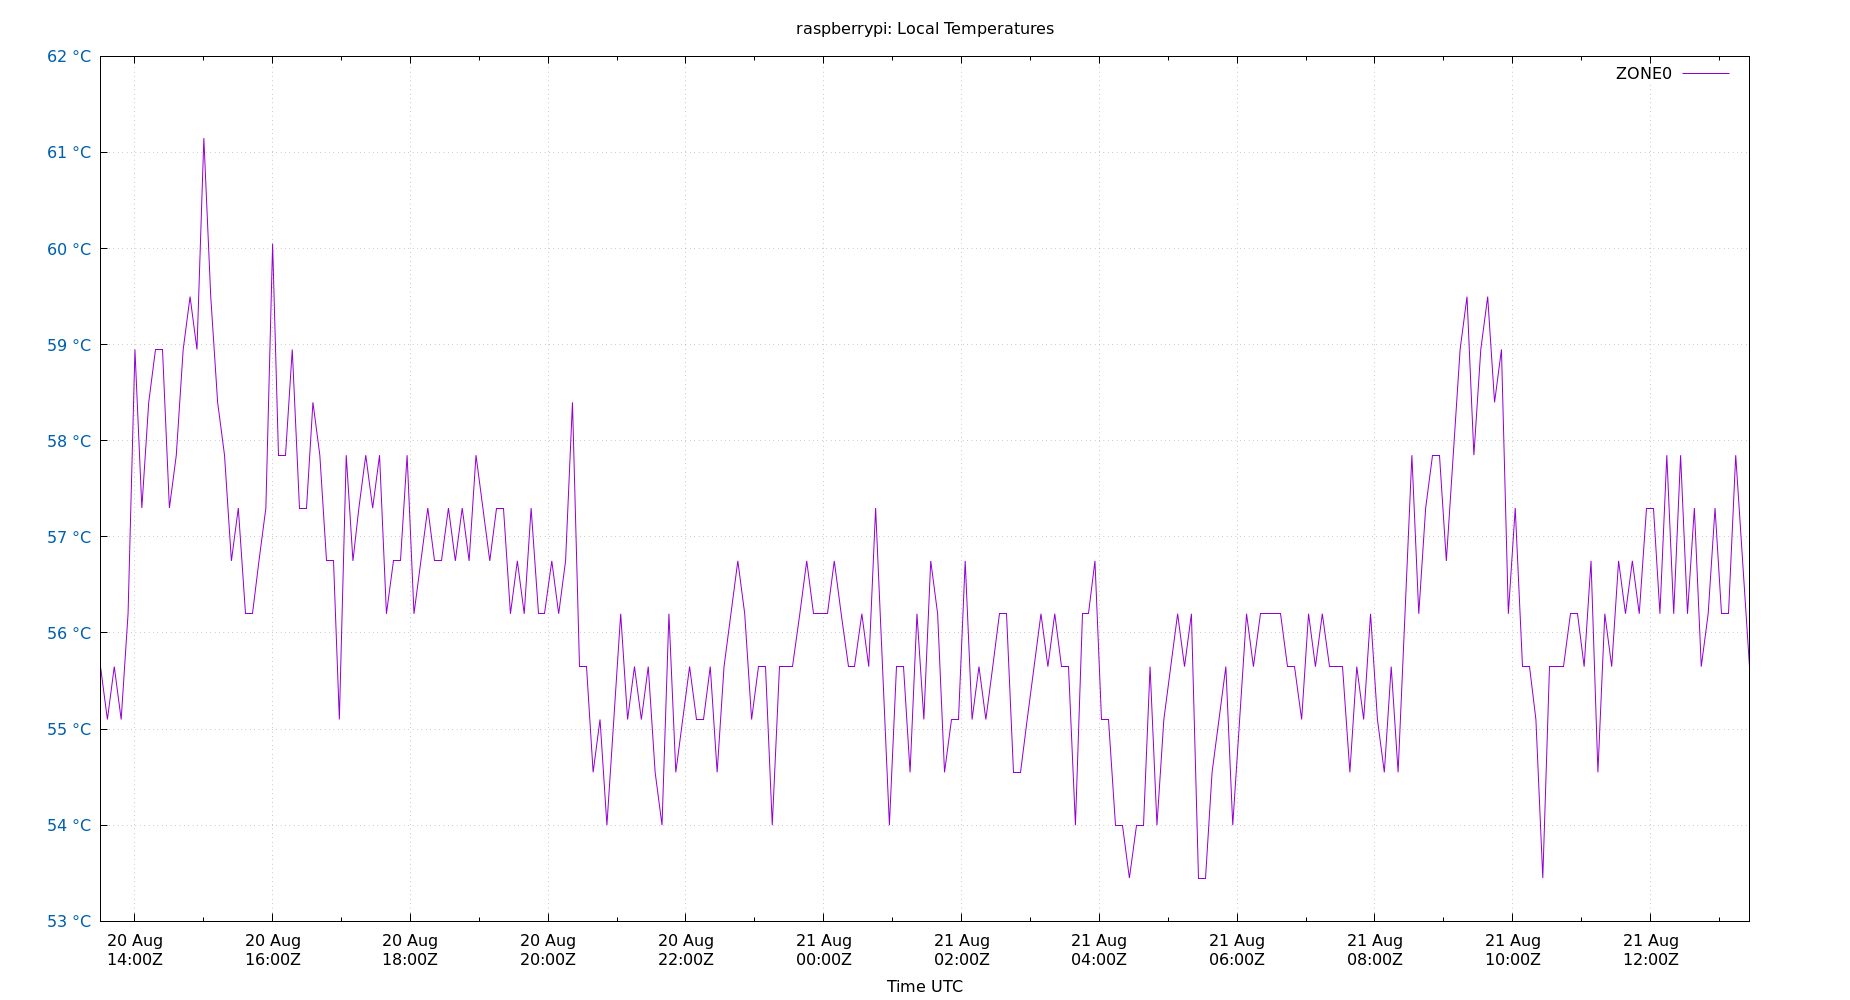 raspberrypi: Local Temperatures
62 °C
ZONE0
61 °C
60 °C
59 °C
58 °C
57 °C
56 °C
55 °C
54 °C
53 °C
20 Aug 20 Aug 20 Aug 20 Aug 20 Aug 21 Aug 21 Aug 21 Aug 21 Aug 21 Aug 21 Aug 21 Aug
14:00Z 16:00Z 18:00Z 20:00Z 22:00Z 00:00Z 02:00Z 04:00Z 06:00Z 08:00Z 10:00Z 12:00Z
Time UTC